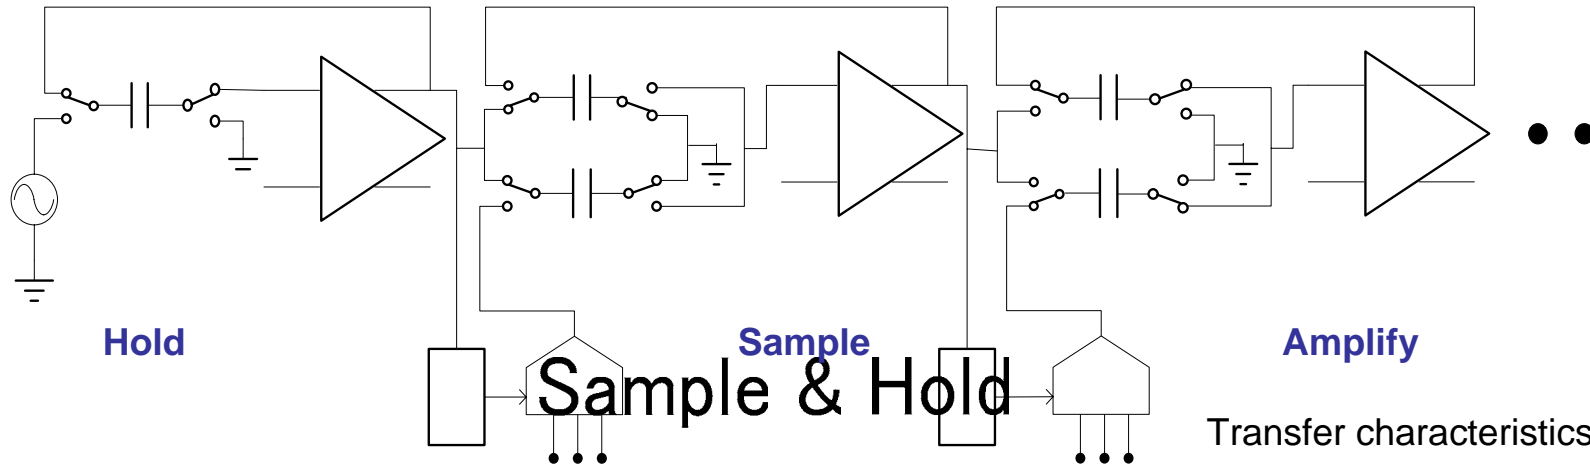 Hold
Sample
Amplify
Sample & Hold
Transfer characteristics